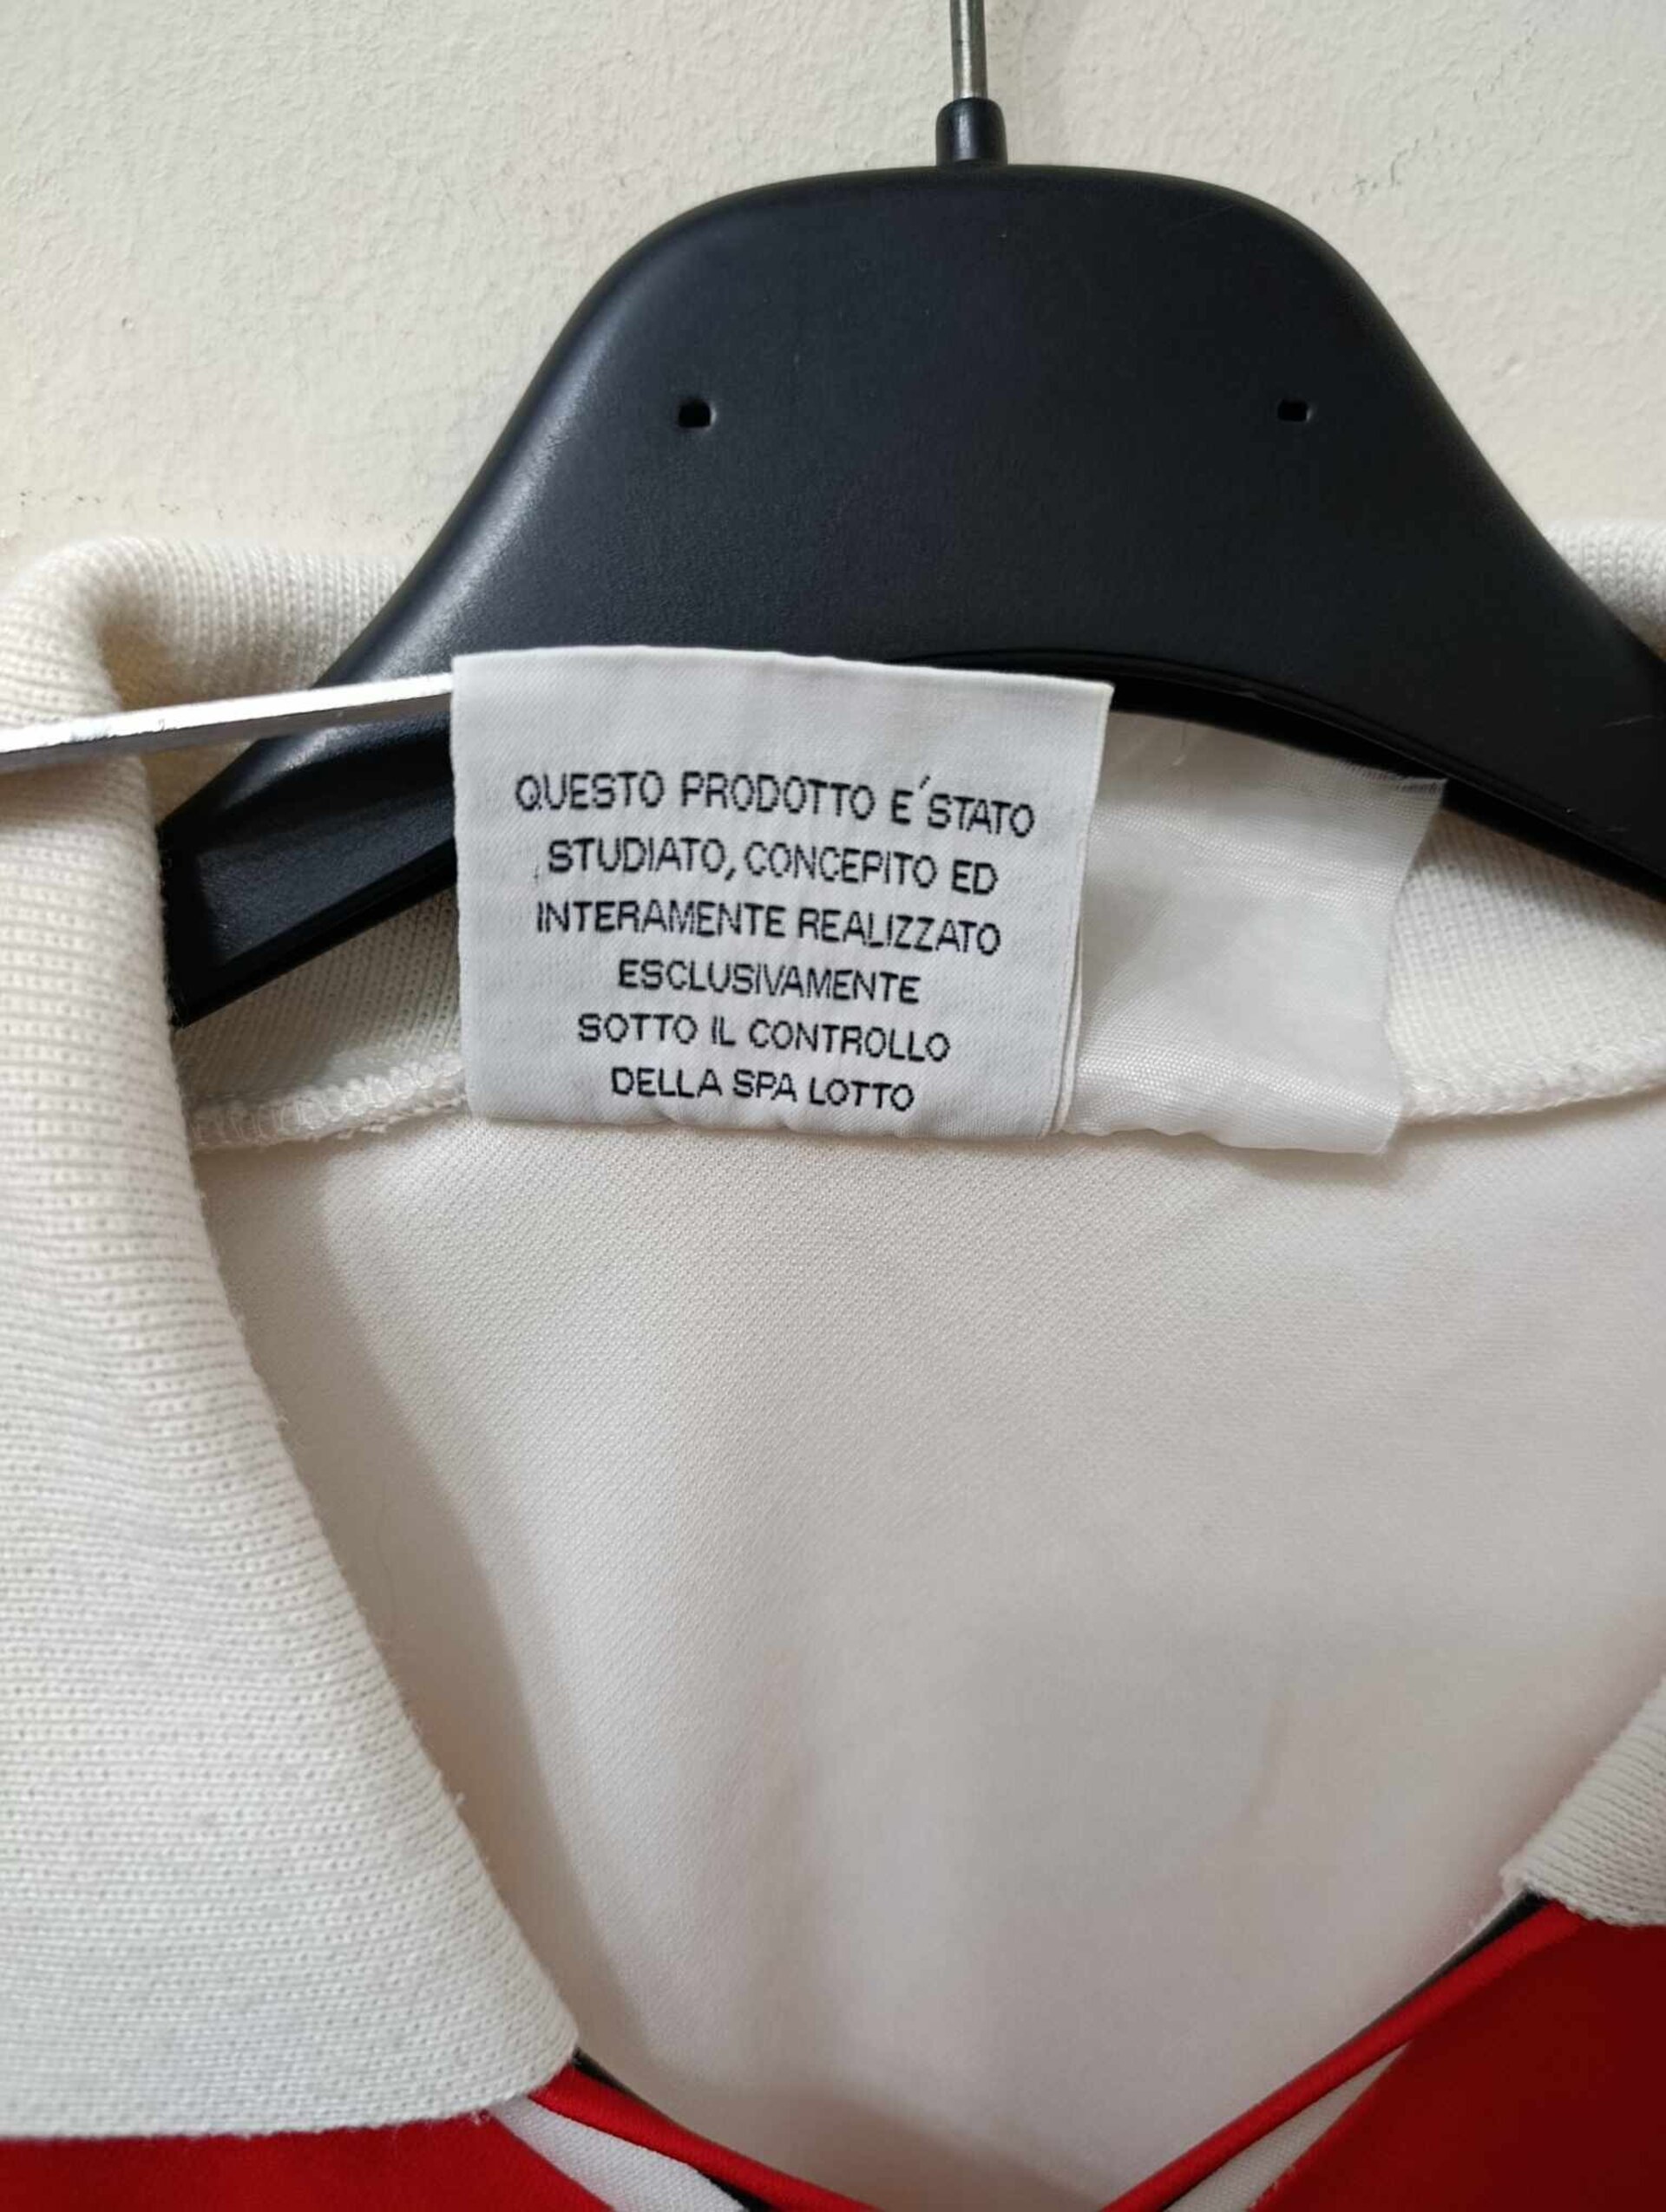 QUESTO PRODOTTO E´STATO
STUDIATO, CONCEPITO ED
INTERAMENTE REALIZZATO
ESCLUSIVAMENTE
SOTTO IL CONTROLLO
DELLA SPA LOTTO